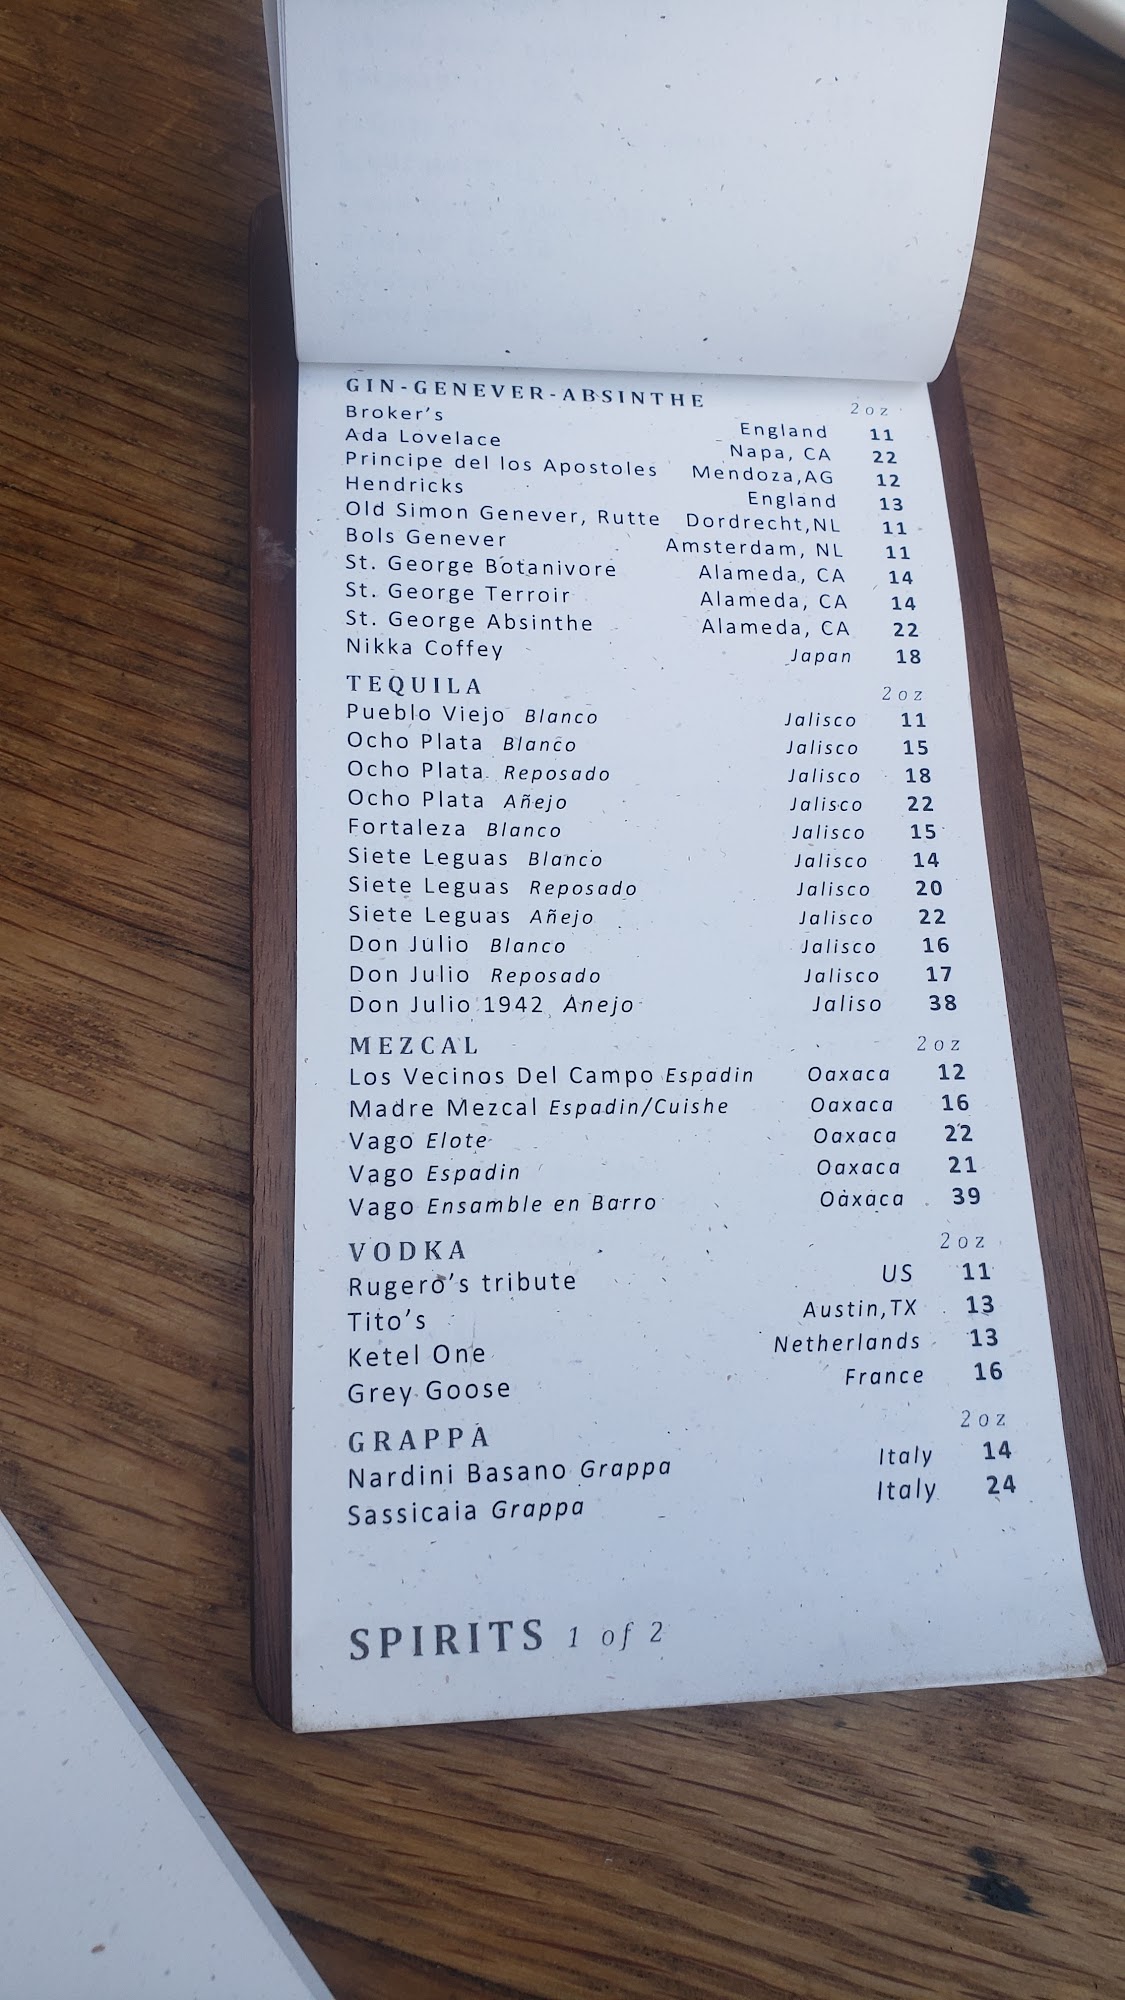 GIN-GENEVER-ABSINTHE 2oz
Broker's England 11
Ada Lovelace Napa, CA 22
Principe del los Apostoles Mendoza,AG 12
Hendricks England 13
Old Simon Genever, Rutte Dordrecht,NL 11
Bols Genever Amsterdam, NL 11
St. George Botanivore Alameda, CA 14
St. George Terroir Alameda, CA 14
St. George Absinthe Alameda, CA 22
Nikka Coffey Japan 18
TEQUILA 2oz
Pueblo Viejo Blanco Jalisco 11
Ocho Plata Blanco Jalisco 15
Ocho Plata Reposado Jalisco 18
Ocho Plata Añejo Jalisco 22
Fortaleza Blanco Jalisco 15
Siete Leguas Blanco Jalisco 14
Siete Leguas Reposado Jalisco 20
Siete Leguas Añejo Jalisco 22
Don Julio Blanco Jalisco 16
Don Julio Reposado Jalisco 17
Don Julio 1942 Anejo Jaliso 38
MEZCAL 2oz
Los Vecinos Del Campo Espadin Oaxaca 12
Madre Mezcal Espadin/Cuishe Oaxaca 16
Vago Elote Oaxaca 22
Vago Espadin Oaxaca 21
Vago Ensamble en Barro Oaxaca 39
VODKA 2oz
Rugero's tribute US 11
Tito's Austin,TX 13
Ketel One Netherlands 13
Grey Goose France 16
GRAPPA 2oz
Nardini Basano Grappa Italy 14
Sassicaia Grappa Italy 24
SPIRITS 1 of 2